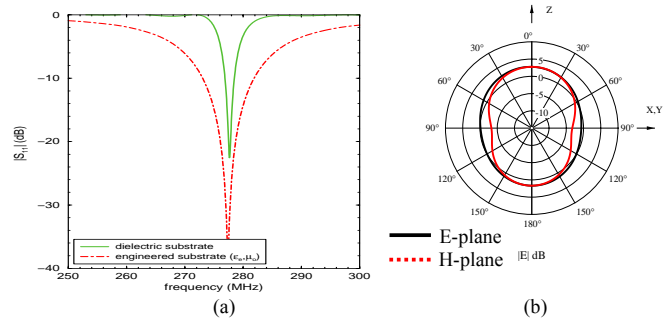 0
−10
−20
−30
−40
250
260
270
280
290
300
|S₁₁| (dB)
frequency (MHz)
dielectric substrate
engineered substrate (εₑ,μₒ)
(a)
Z
X,Y
0°
30°
30°
60°
60°
90°
90°
120°
120°
150°
150°
180°
5
0
-5
-10
E-plane
H-plane
|E| dB
(b)